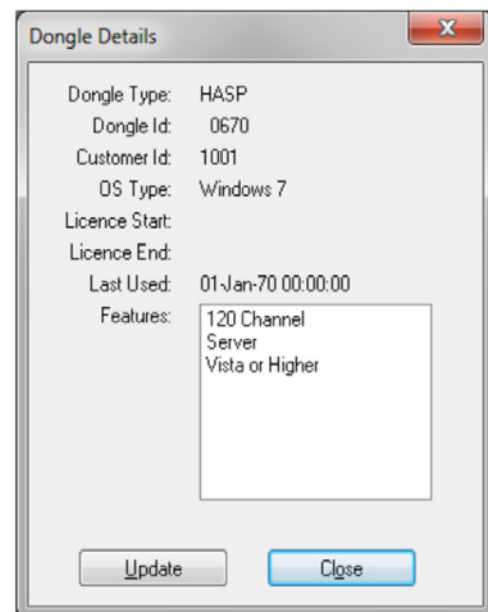 Dongle Details
Dongle Type: HASP
Dongle Id: 0670
Customer Id: 1001
OS Type: Windows 7
Licence Start:
Licence End:
Last Used: 01-Jan-70 00:00:00
Features: 120 Channel
Server
Vista or Higher
Update Close